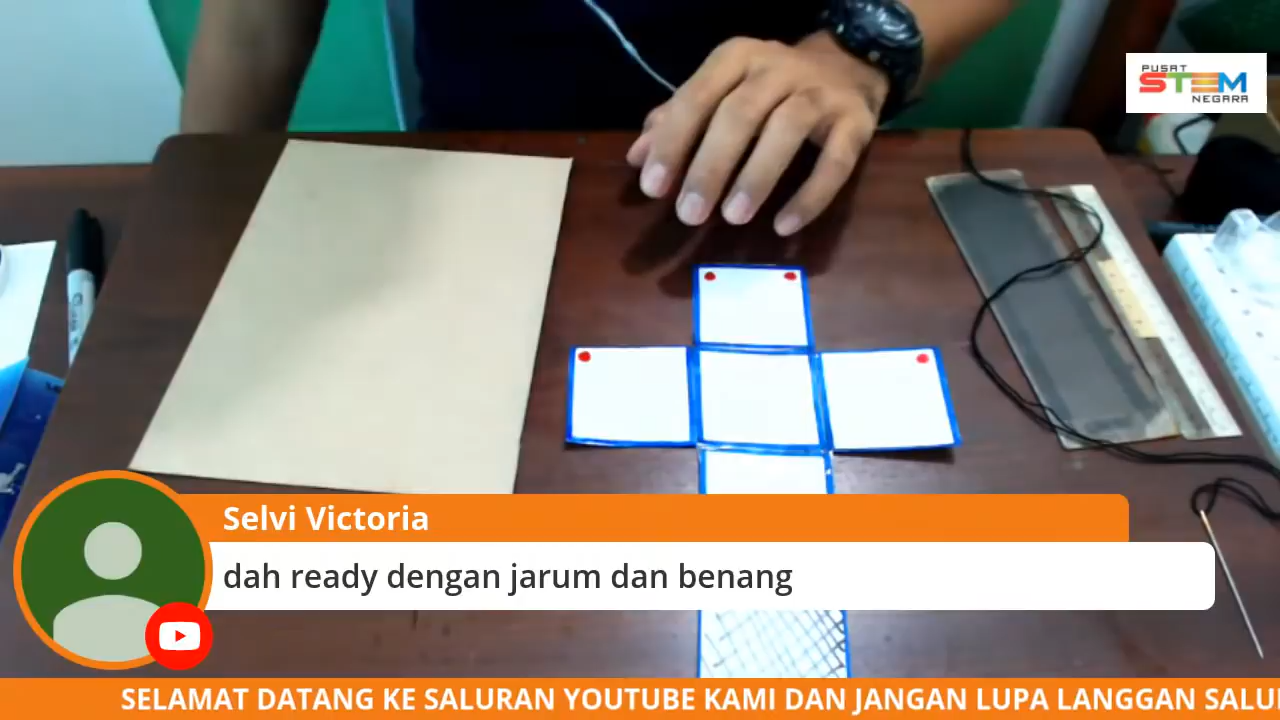 PUSAT
STEM
NEGARA
Selvi Victoria
dah ready dengan jarum dan benang
SELAMAT DATANG KE SALURAN YOUTUBE KAMI DAN JANGAN LUPA LANGGAN